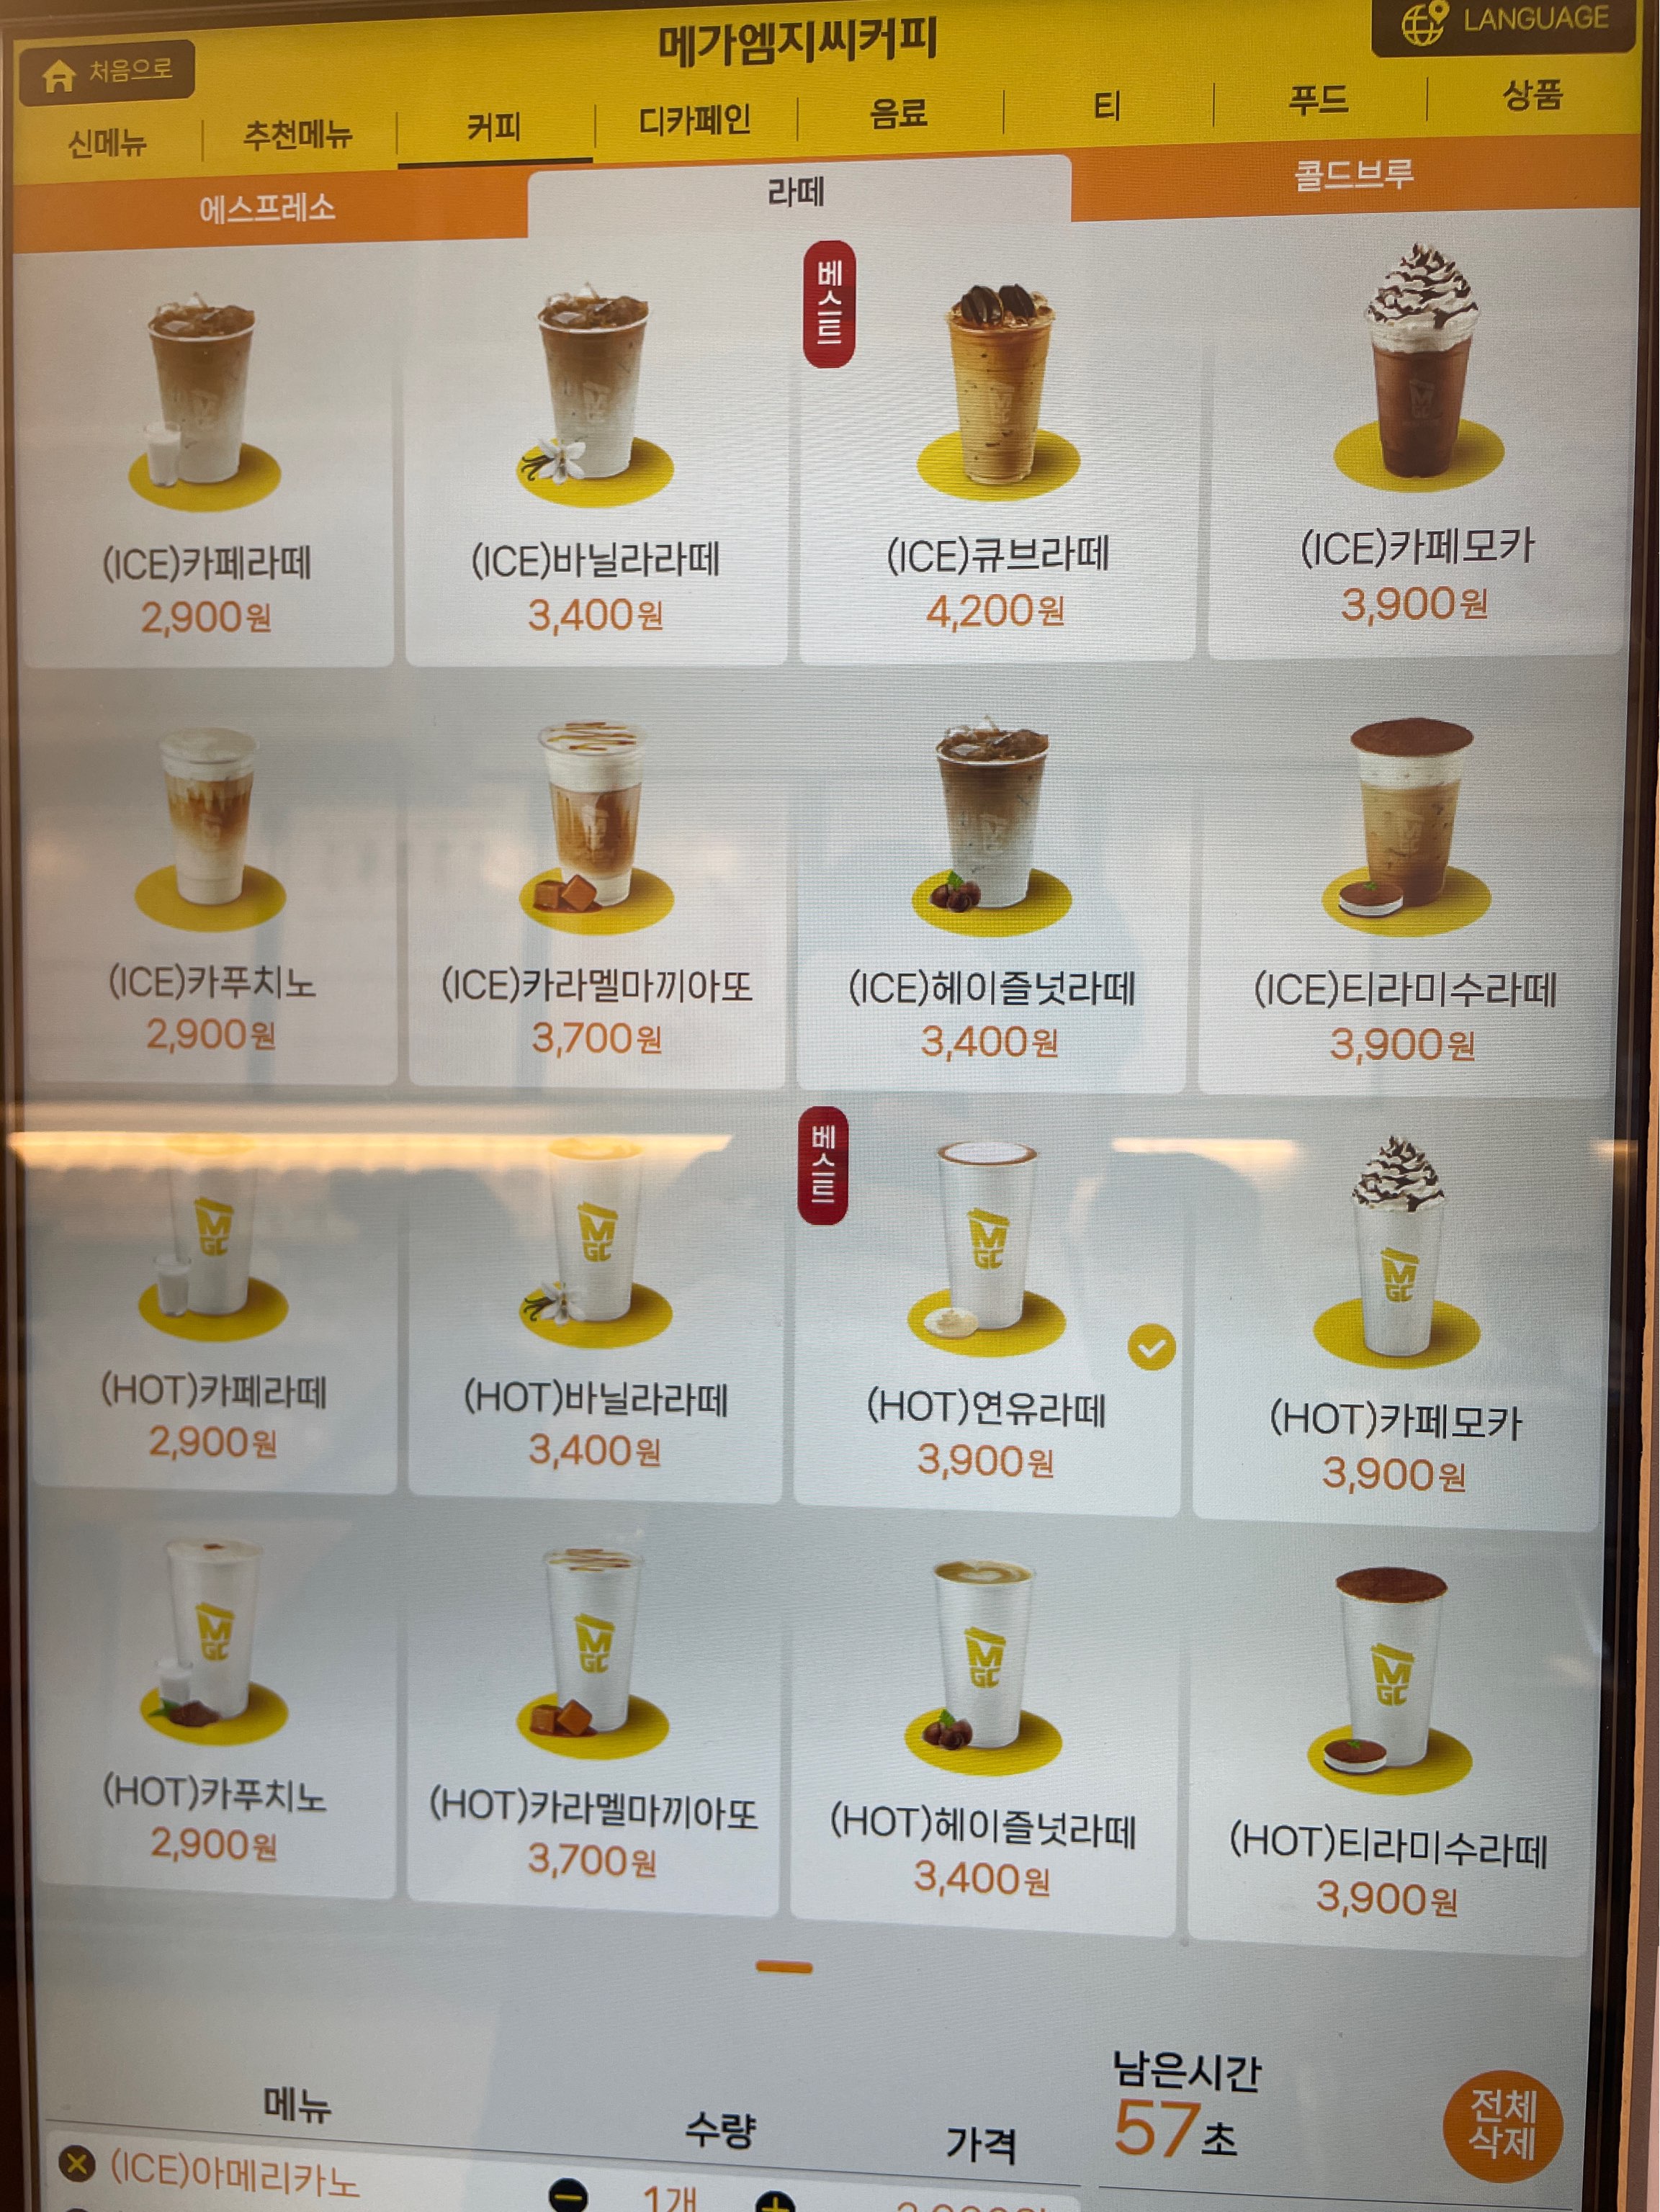 메가엠지씨커피
처음으로
LANGUAGE
신메뉴 추천메뉴 커피 디카페인 음료 티 푸드 상품
에스프레소 라떼 콜드브루
베스트
(ICE)카페라떼 (ICE)바닐라라떼 (ICE)큐브라떼 (ICE)카페모카
2,900원 3,400원 4,200원 3,900원
(ICE)카푸치노 (ICE)카라멜마끼아또 (ICE)헤이즐넛라떼 (ICE)티라미수라떼
2,900원 3,700원 3,400원 3,900원
베스트
MGC MGC MGC MGC
(HOT)카페라떼 (HOT)바닐라라떼 (HOT)연유라떼 (HOT)카페모카
2,900원 3,400원 3,900원 3,900원
MGC MGC MGC MGC
(HOT)카푸치노 (HOT)카라멜마끼아또 (HOT)헤이즐넛라떼 (HOT)티라미수라떼
2,900원 3,700원 3,400원 3,900원
메뉴 수량 가격
(ICE)아메리카노 1개
남은시간
57초
전체
삭제